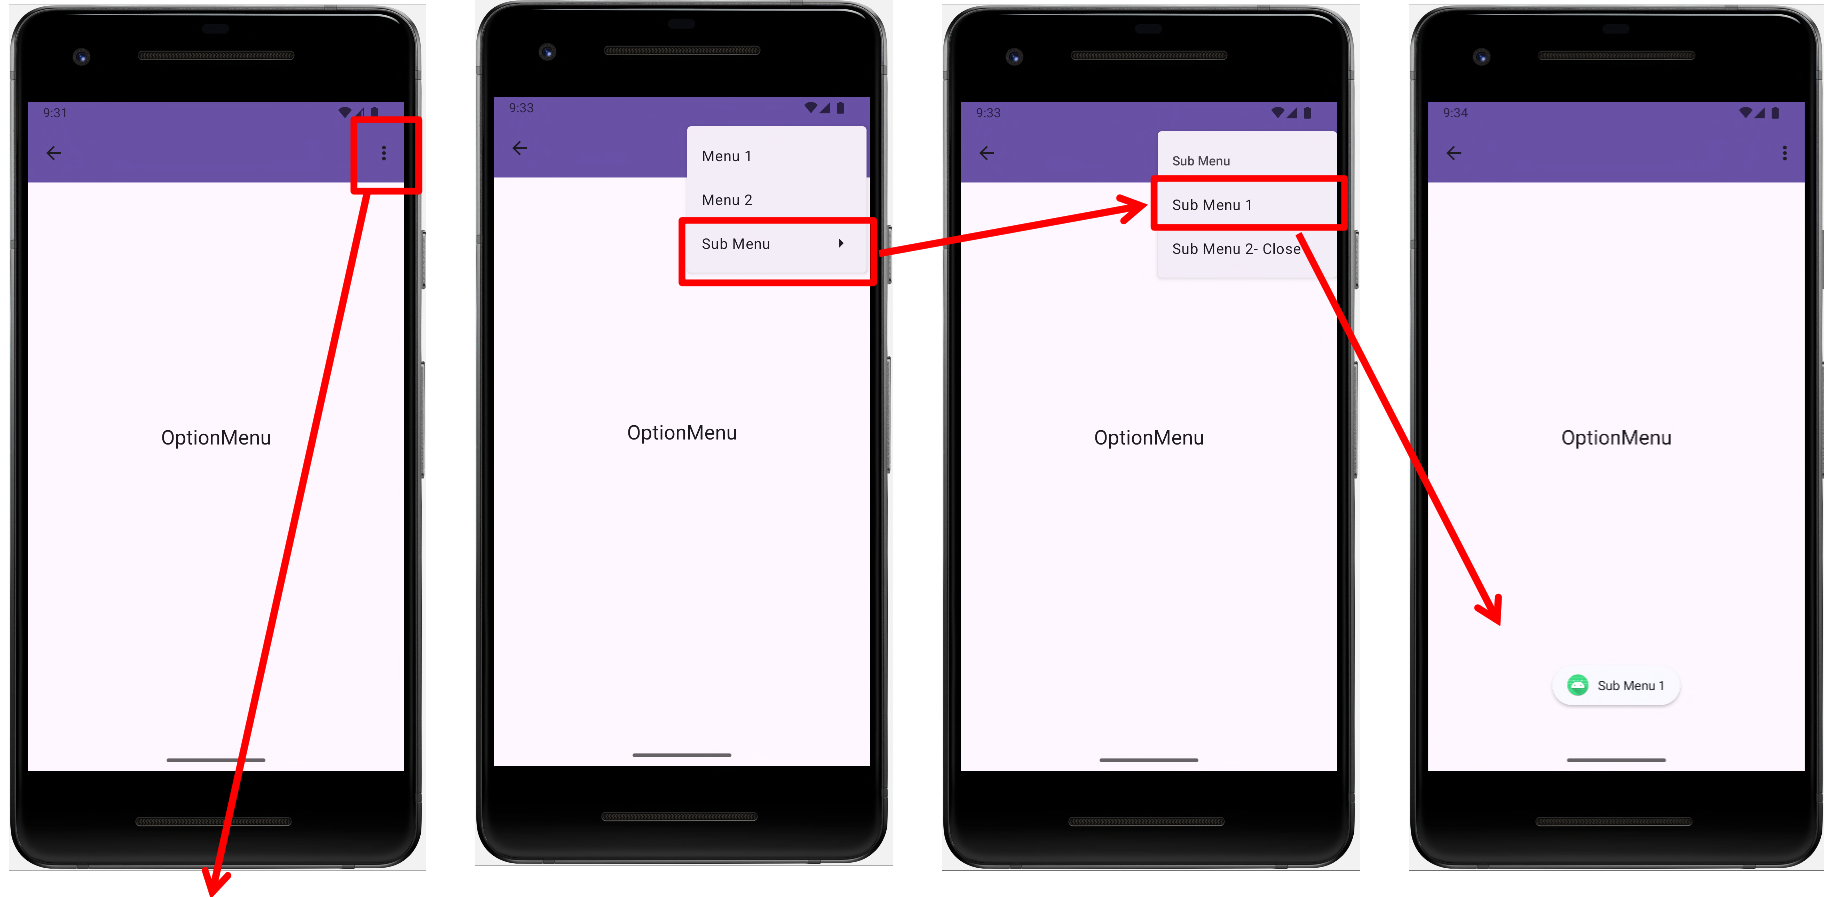 9:31
OptionMenu
9:33
Menu 1
Menu 2
Sub Menu
OptionMenu
9:33
Sub Menu
Sub Menu 1
Sub Menu 2- Close
OptionMenu
9:34
OptionMenu
Sub Menu 1